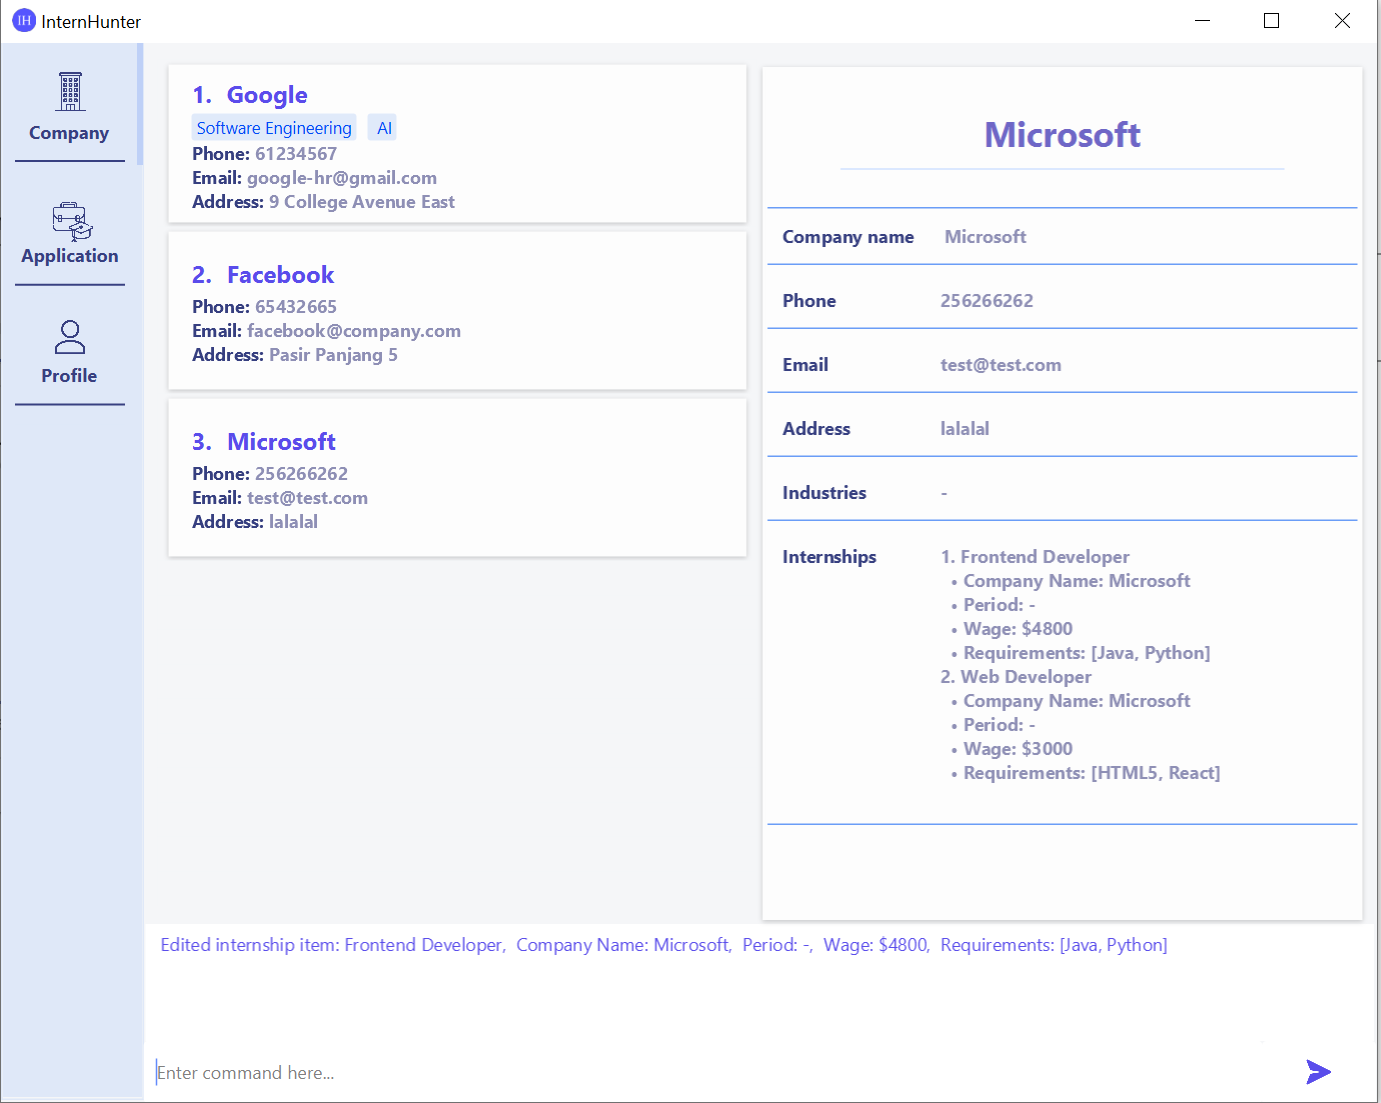 IH InternHunter
Company
Application
Profile
1. Google
Software Engineering AI
Phone: 61234567
Email: google-hr@gmail.com
Address: 9 College Avenue East
2. Facebook
Phone: 65432665
Email: facebook@company.com
Address: Pasir Panjang 5
3. Microsoft
Phone: 256266262
Email: test@test.com
Address: lalalal
Microsoft
Company name Microsoft
Phone 256266262
Email test@test.com
Address lalalal
Industries -
Internships 1. Frontend Developer
• Company Name: Microsoft
• Period: -
• Wage: $4800
• Requirements: [Java, Python]
2. Web Developer
• Company Name: Microsoft
• Period: -
• Wage: $3000
• Requirements: [HTML5, React]
Edited internship item: Frontend Developer, Company Name: Microsoft, Period: -, Wage: $4800, Requirements: [Java, Python]
Enter command here...